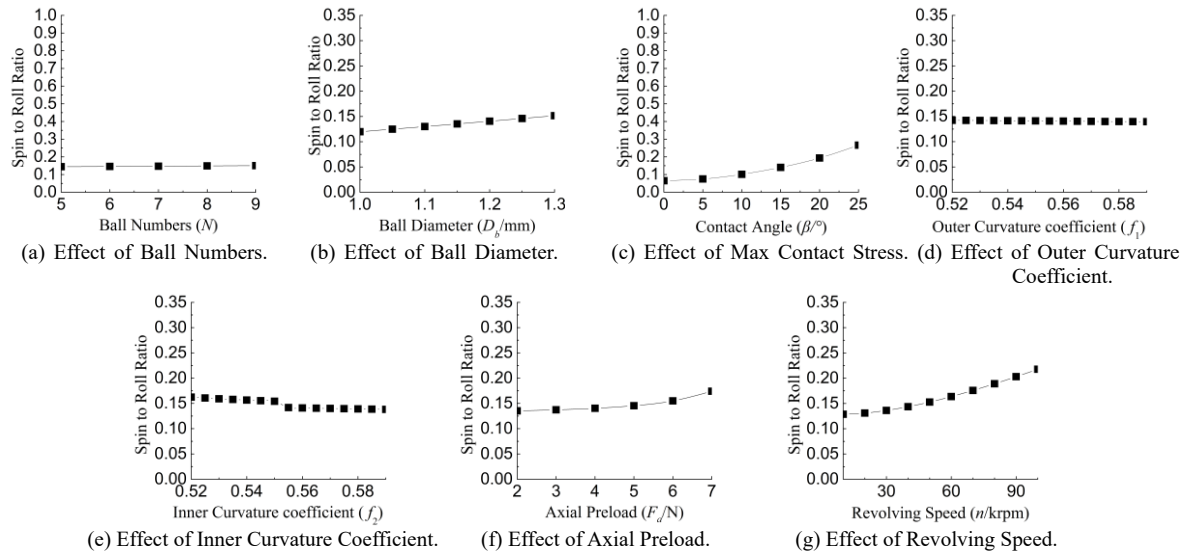 Spin to Roll Ratio
1.0
0.9
0.8
0.7
0.6
0.5
0.4
0.3
0.2
0.1
0.0
5 6 7 8 9
Ball Numbers (N)
(a) Effect of Ball Numbers.
Spin to Roll Ratio
0.35
0.30
0.25
0.20
0.15
0.10
0.05
0.00
1.0 1.1 1.2 1.3
Ball Diameter (D_b/mm)
(b) Effect of Ball Diameter.
Spin to Roll Ratio
1.0
0.9
0.8
0.7
0.6
0.5
0.4
0.3
0.2
0.1
0.0
0 5 10 15 20 25
Contact Angle (β/°)
(c) Effect of Max Contact Stress.
Spin to Roll Ratio
0.35
0.30
0.25
0.20
0.15
0.10
0.05
0.00
0.52 0.54 0.56 0.58
Outer Curvature coefficient (f_1)
(d) Effect of Outer Curvature
Coefficient.
Spin to Roll Ratio
0.35
0.30
0.25
0.20
0.15
0.10
0.05
0.00
0.52 0.54 0.56 0.58
Inner Curvature coefficient (f_2)
(e) Effect of Inner Curvature Coefficient.
Spin to Roll Ratio
0.35
0.30
0.25
0.20
0.15
0.10
0.05
0.00
2 3 4 5 6 7
Axial Preload (F_a/N)
(f) Effect of Axial Preload.
Spin to Roll Ratio
0.35
0.30
0.25
0.20
0.15
0.10
0.05
0.00
30 60 90
Revolving Speed (n/krpm)
(g) Effect of Revolving Speed.